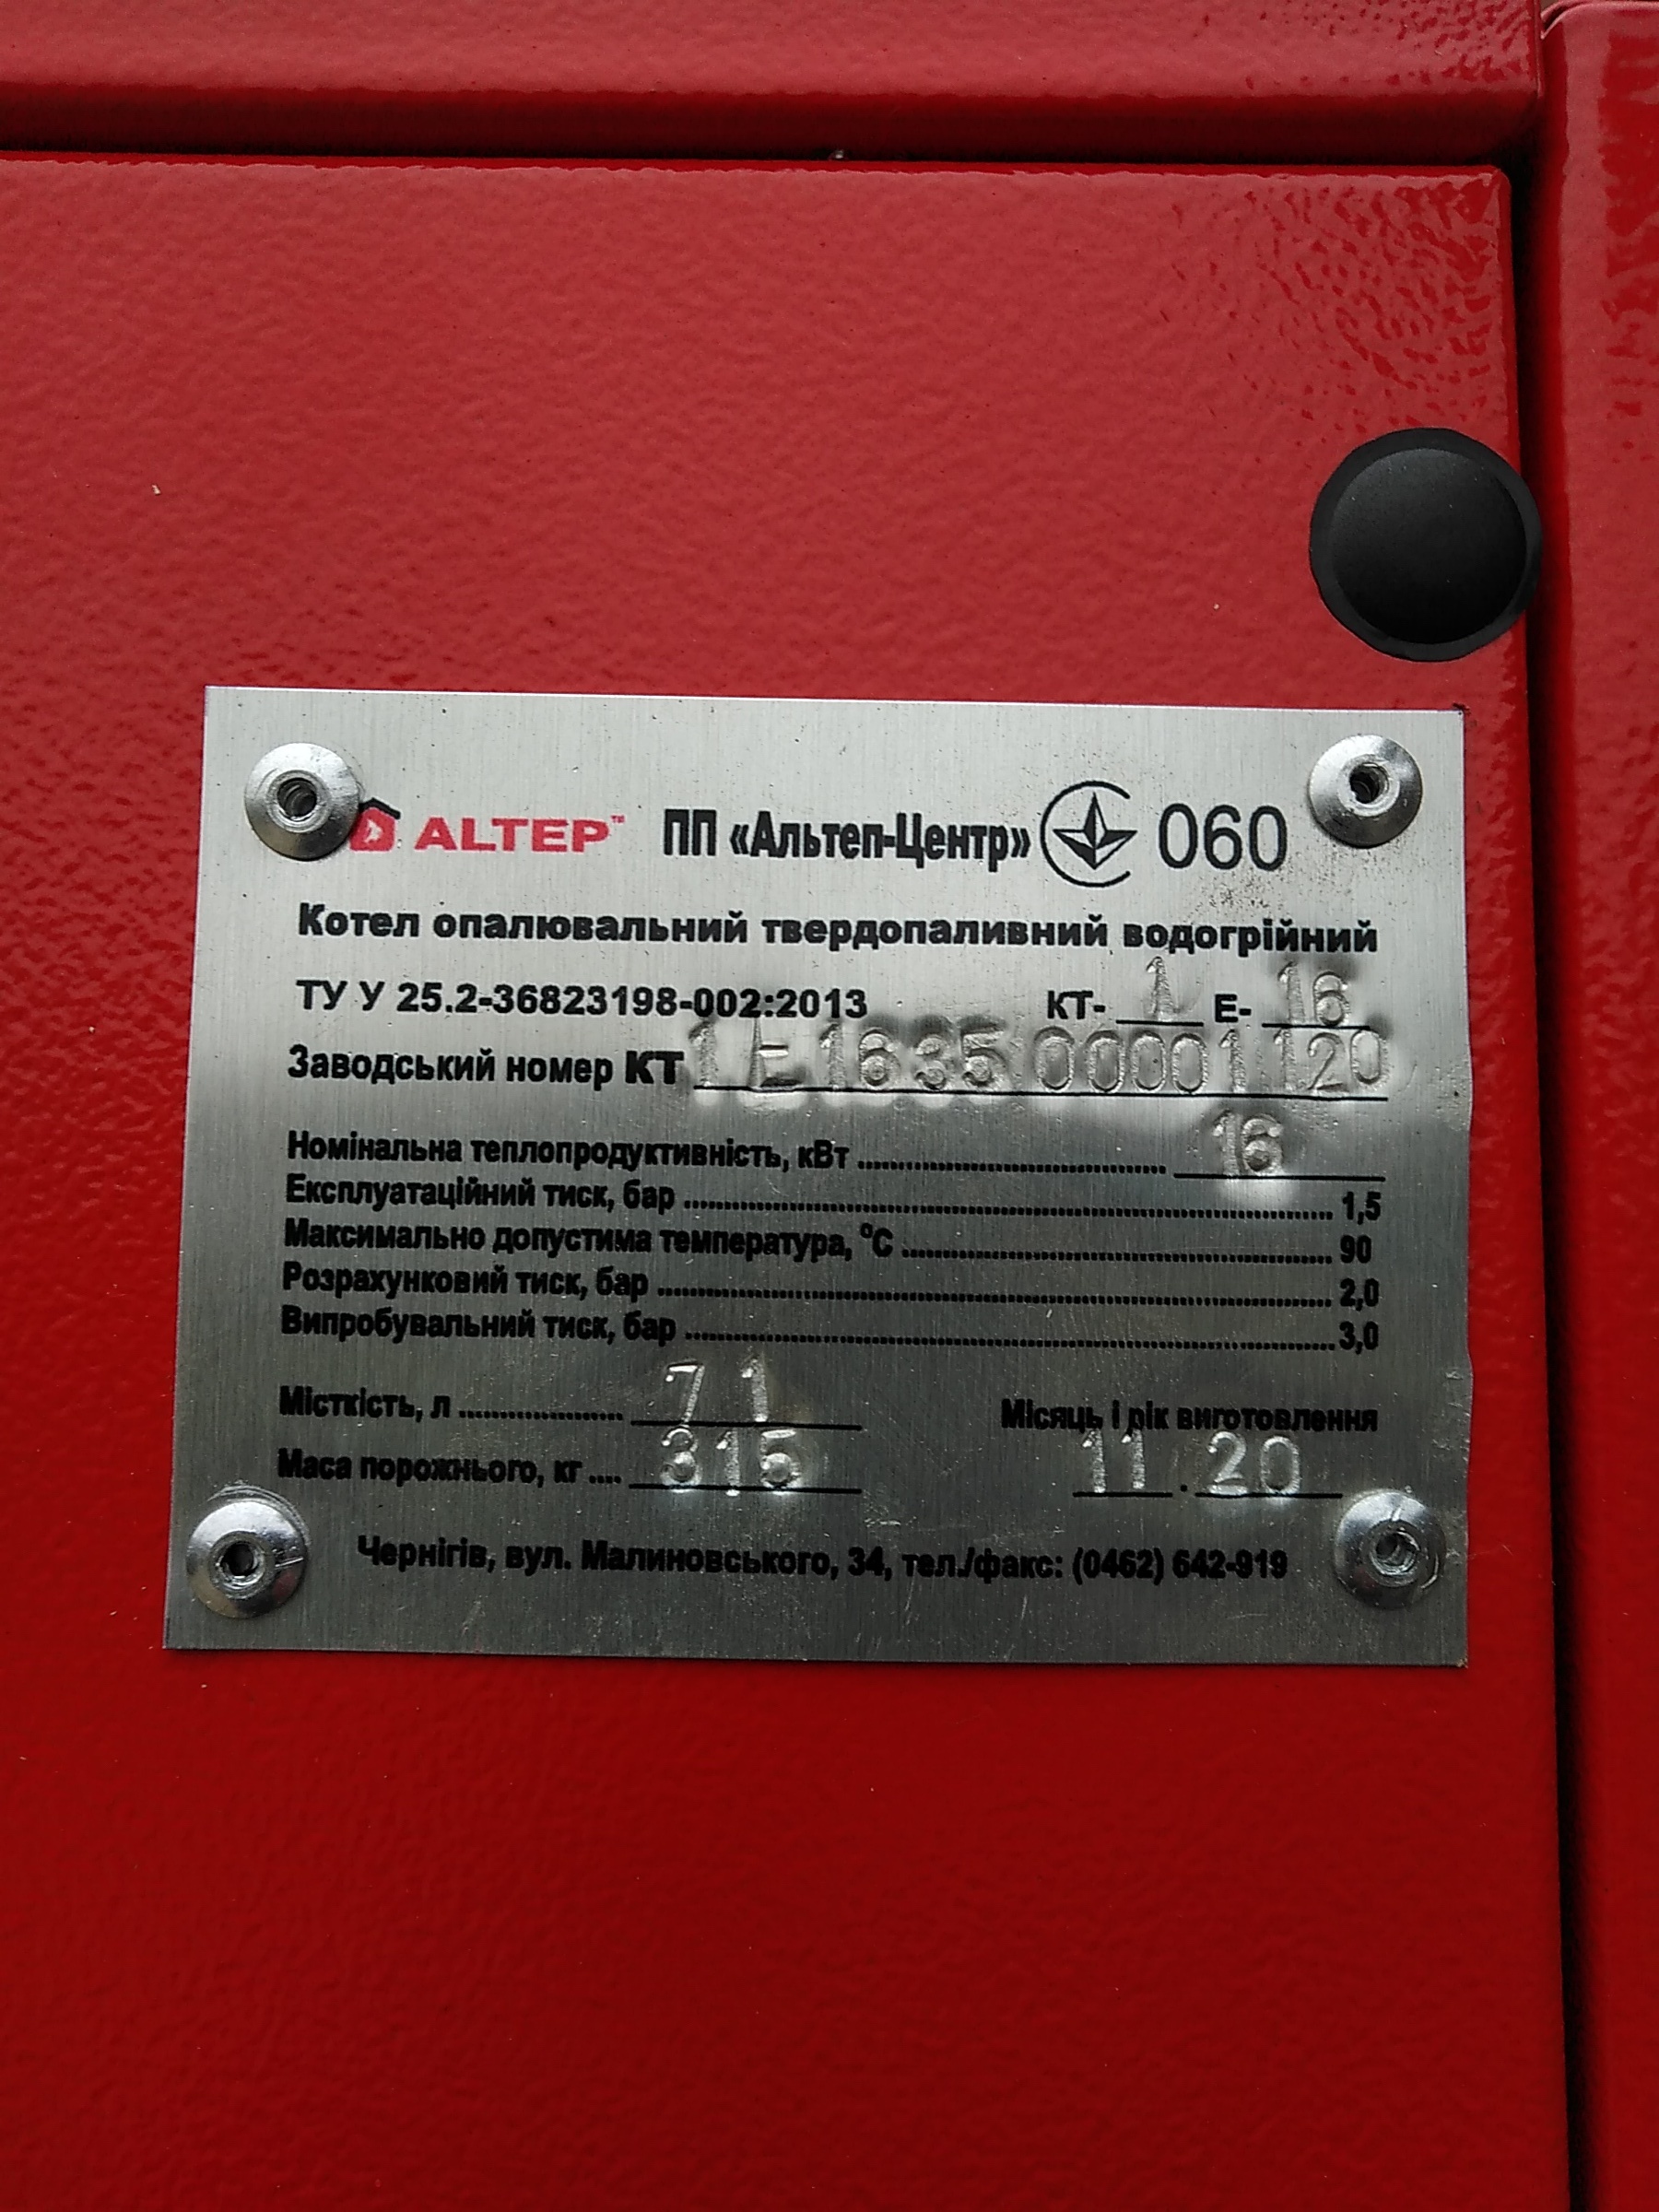 ALTEP™ ПП «Альтеп-Центр» 060
Котел опалювальний твердопаливний водогрійний
ТУ У 25.2-36823198-002:2013 КТ- 1 Е- 16
Заводський номер КТ 1 E 1635 00001 1120
Номінальна теплопродуктивність, кВт ........ 16
Експлуатаційний тиск, бар ........ 1,5
Максимально допустима температура, °С ........ 90
Розрахунковий тиск, бар ........ 2,0
Випробувальний тиск, бар ........ 3,0
Місткість, л ........ 71 Місяць і рік виготовлення
Маса порожнього, кг .... 315 11 . 20
Чернігів, вул. Малиновського, 34, тел./факс: (0462) 642-919